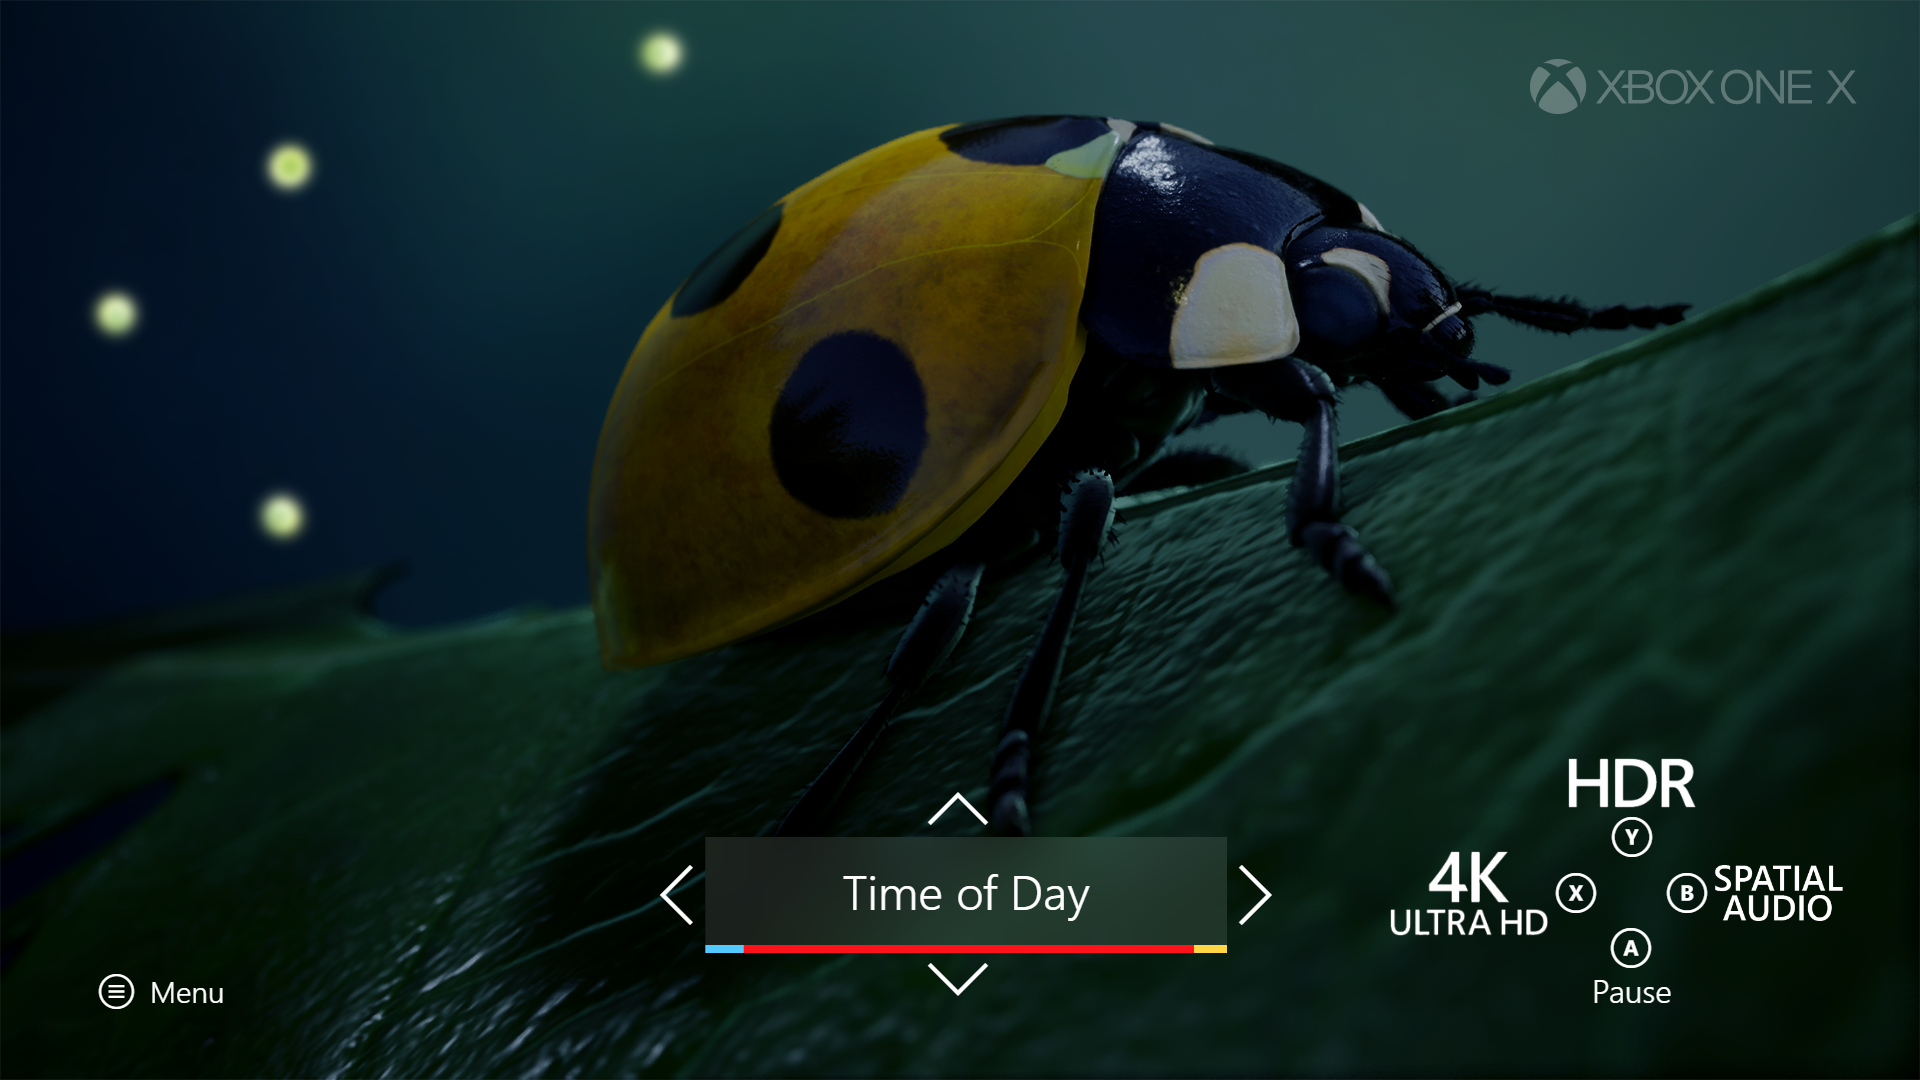 XBOX ONE X
HDR
Y
4K
ULTRA HD
X
B
SPATIAL
AUDIO
A
Pause
Time of Day
Menu